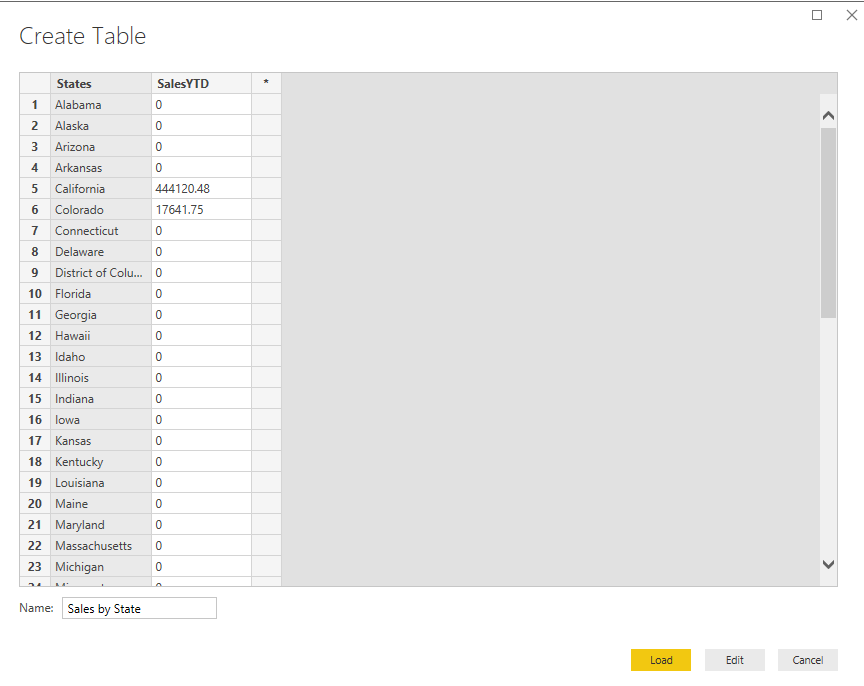 Create Table
States SalesYTD *
1 Alabama 0
2 Alaska 0
3 Arizona 0
4 Arkansas 0
5 California 444120.48
6 Colorado 17641.75
7 Connecticut 0
8 Delaware 0
9 District of Colu... 0
10 Florida 0
11 Georgia 0
12 Hawaii 0
13 Idaho 0
14 Illinois 0
15 Indiana 0
16 Iowa 0
17 Kansas 0
18 Kentucky 0
19 Louisiana 0
20 Maine 0
21 Maryland 0
22 Massachusetts 0
23 Michigan 0
Name: Sales by State
Load Edit Cancel